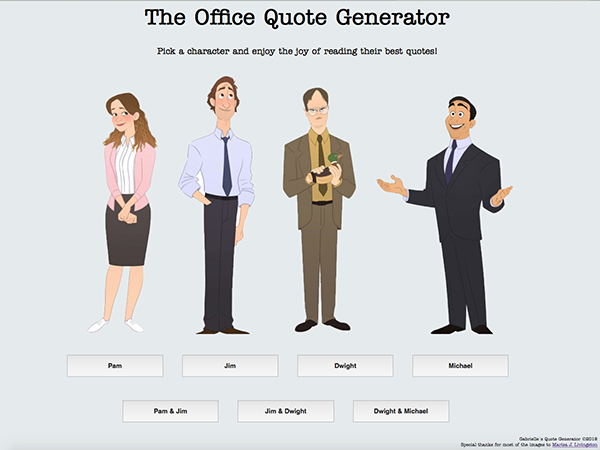 The Office Quote Generator
Pick a character and enjoy the joy of reading their best quotes!
Pam
Jim
Dwight
Michael
Pam & Jim
Jim & Dwight
Dwight & Michael
Gabrielle's Quote Generator ©2018
Special thanks for most of the images to Marisa J. Livingston